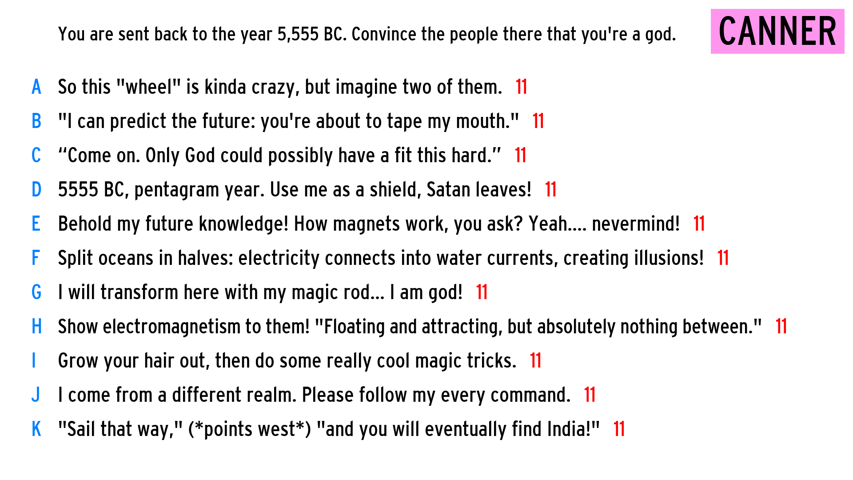 You are sent back to the year 5,555 BC. Convince the people there that you're a god. CANNER
A So this "wheel" is kinda crazy, but imagine two of them. 11
B "I can predict the future: you're about to tape my mouth." 11
C “Come on. Only God could possibly have a fit this hard.” 11
D 5555 BC, pentagram year. Use me as a shield, Satan leaves! 11
E Behold my future knowledge! How magnets work, you ask? Yeah.... nevermind! 11
F Split oceans in halves: electricity connects into water currents, creating illusions! 11
G I will transform here with my magic rod... I am god! 11
H Show electromagnetism to them! "Floating and attracting, but absolutely nothing between." 11
I Grow your hair out, then do some really cool magic tricks. 11
J I come from a different realm. Please follow my every command. 11
K "Sail that way," (*points west*) "and you will eventually find India!" 11